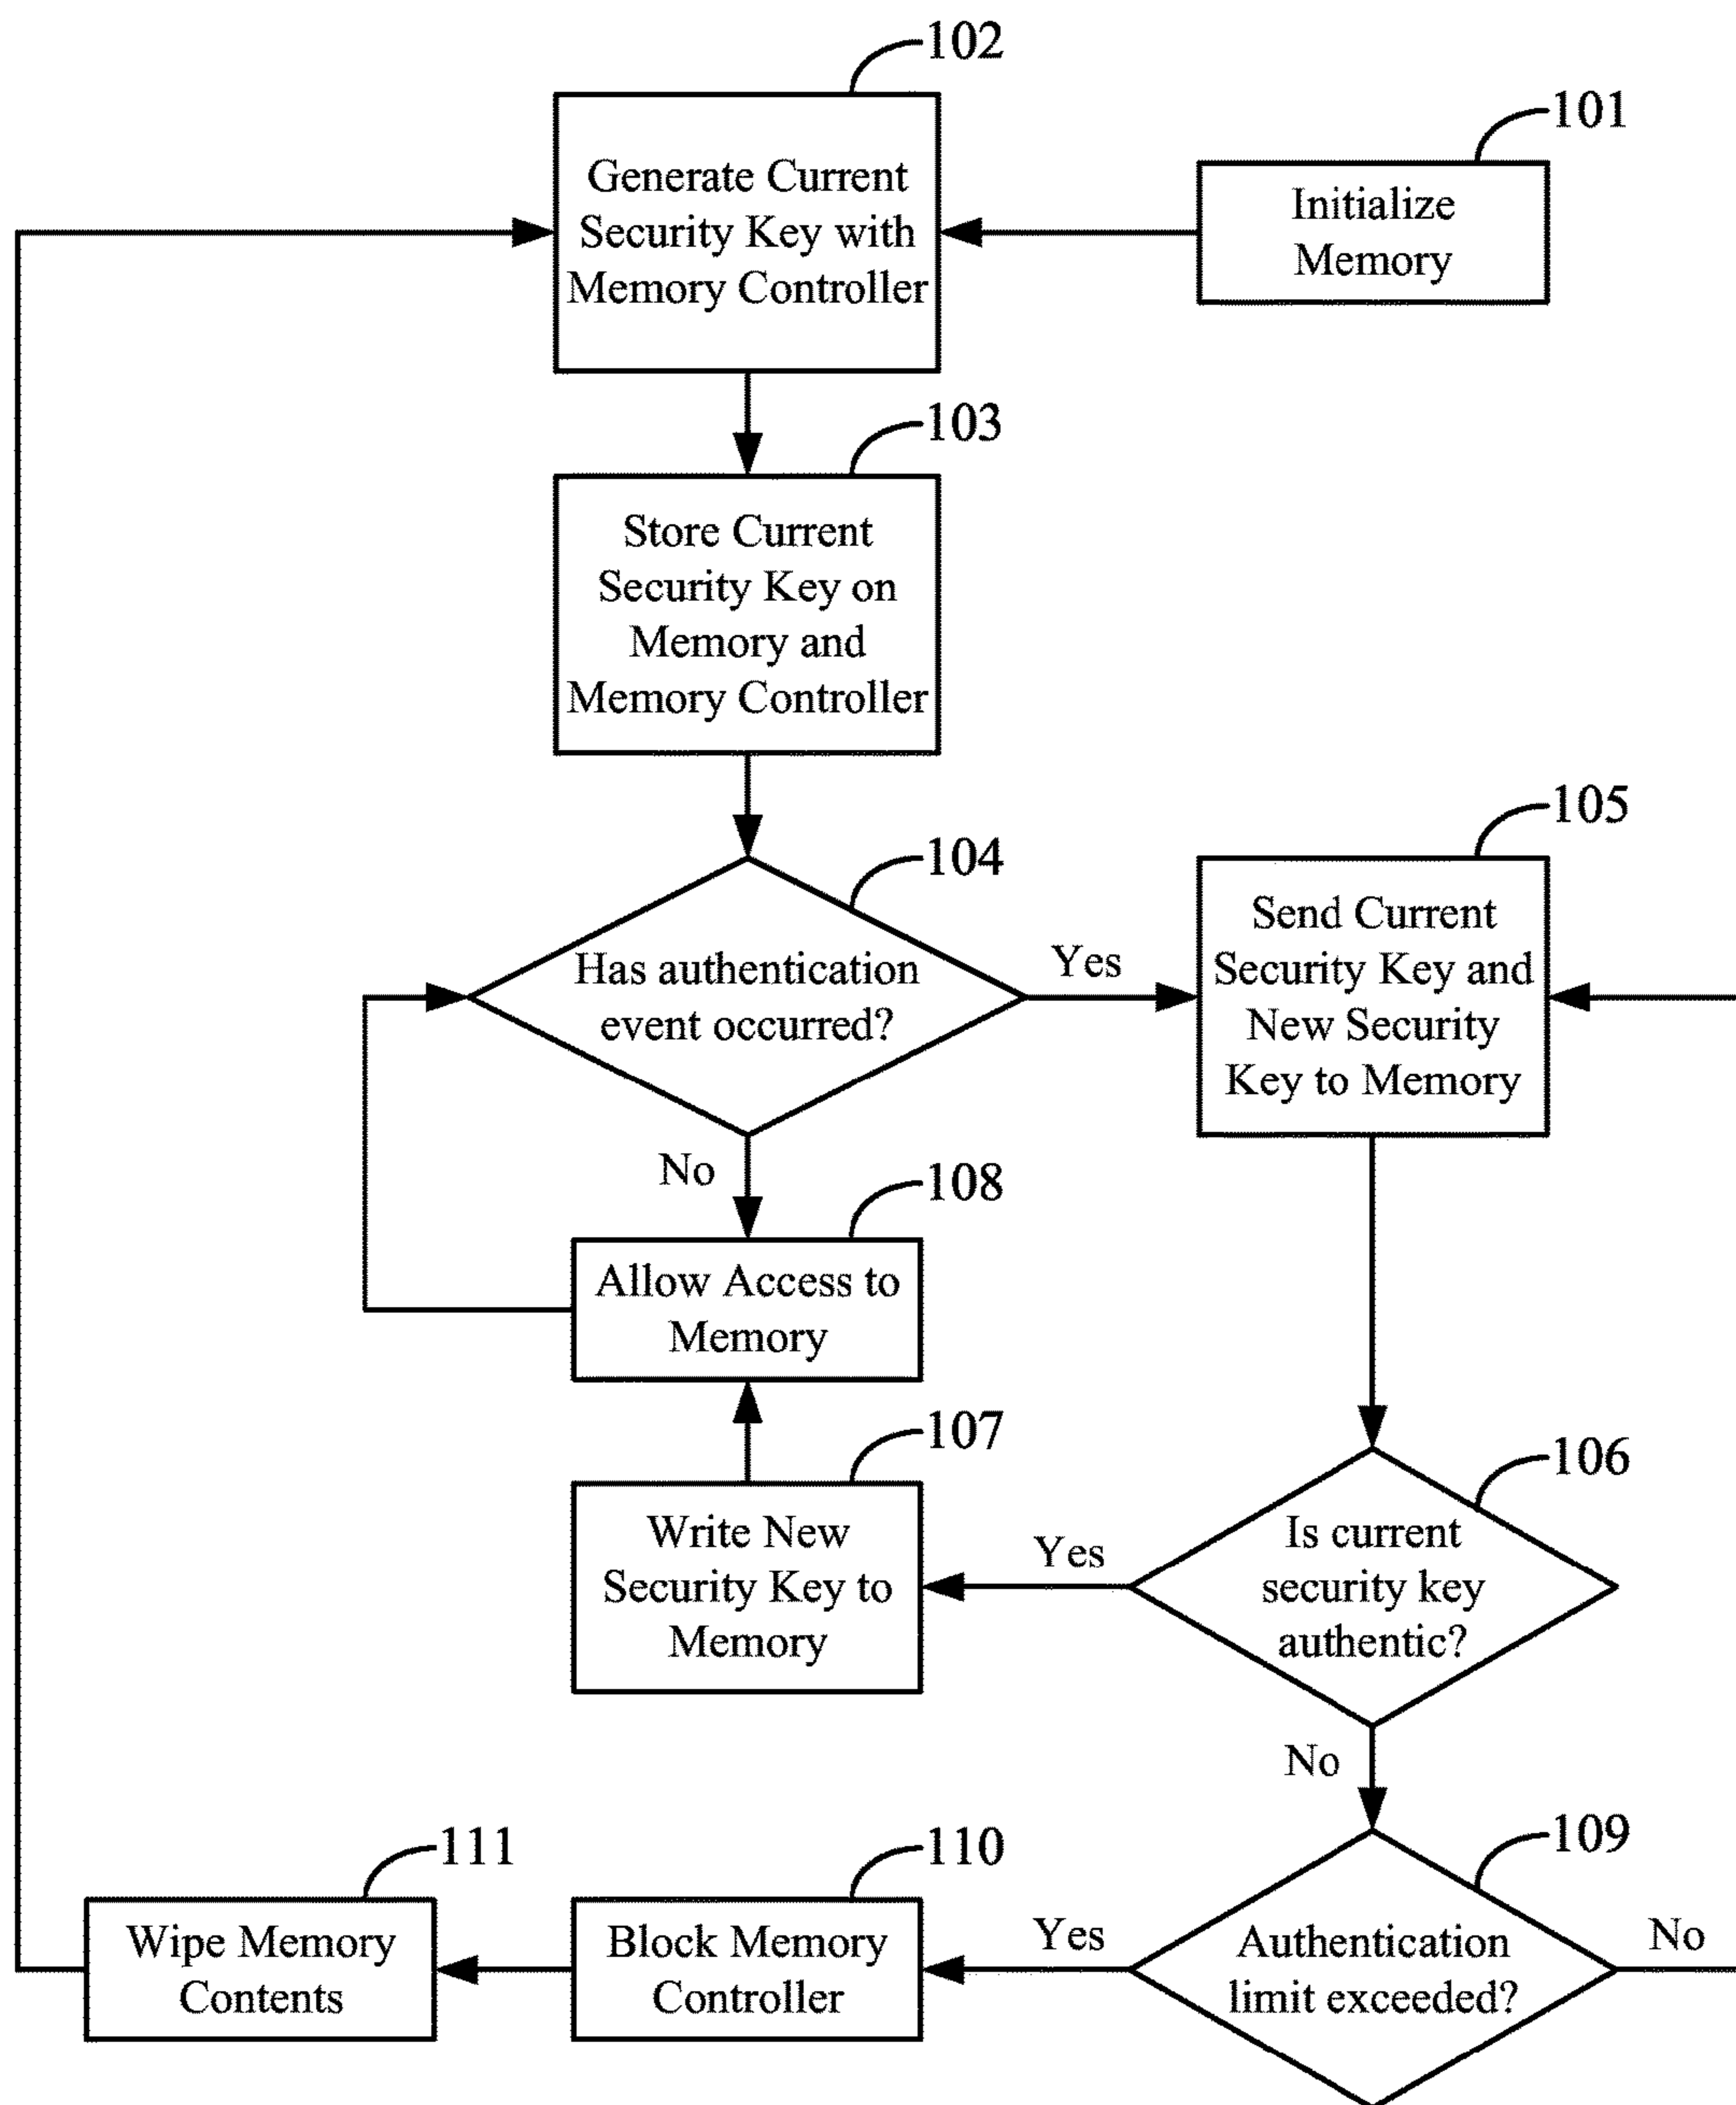 102
Generate Current
Security Key with
Memory Controller
101
Initialize
Memory
103
Store Current
Security Key on
Memory and
Memory Controller
104
Has authentication
event occurred?
Yes
No
105
Send Current
Security Key and
New Security
Key to Memory
108
Allow Access to
Memory
107
Write New
Security Key to
Memory
106
Is current
security key
authentic?
Yes
No
111
Wipe Memory
Contents
110
Block Memory
Controller
109
Authentication
limit exceeded?
Yes
No